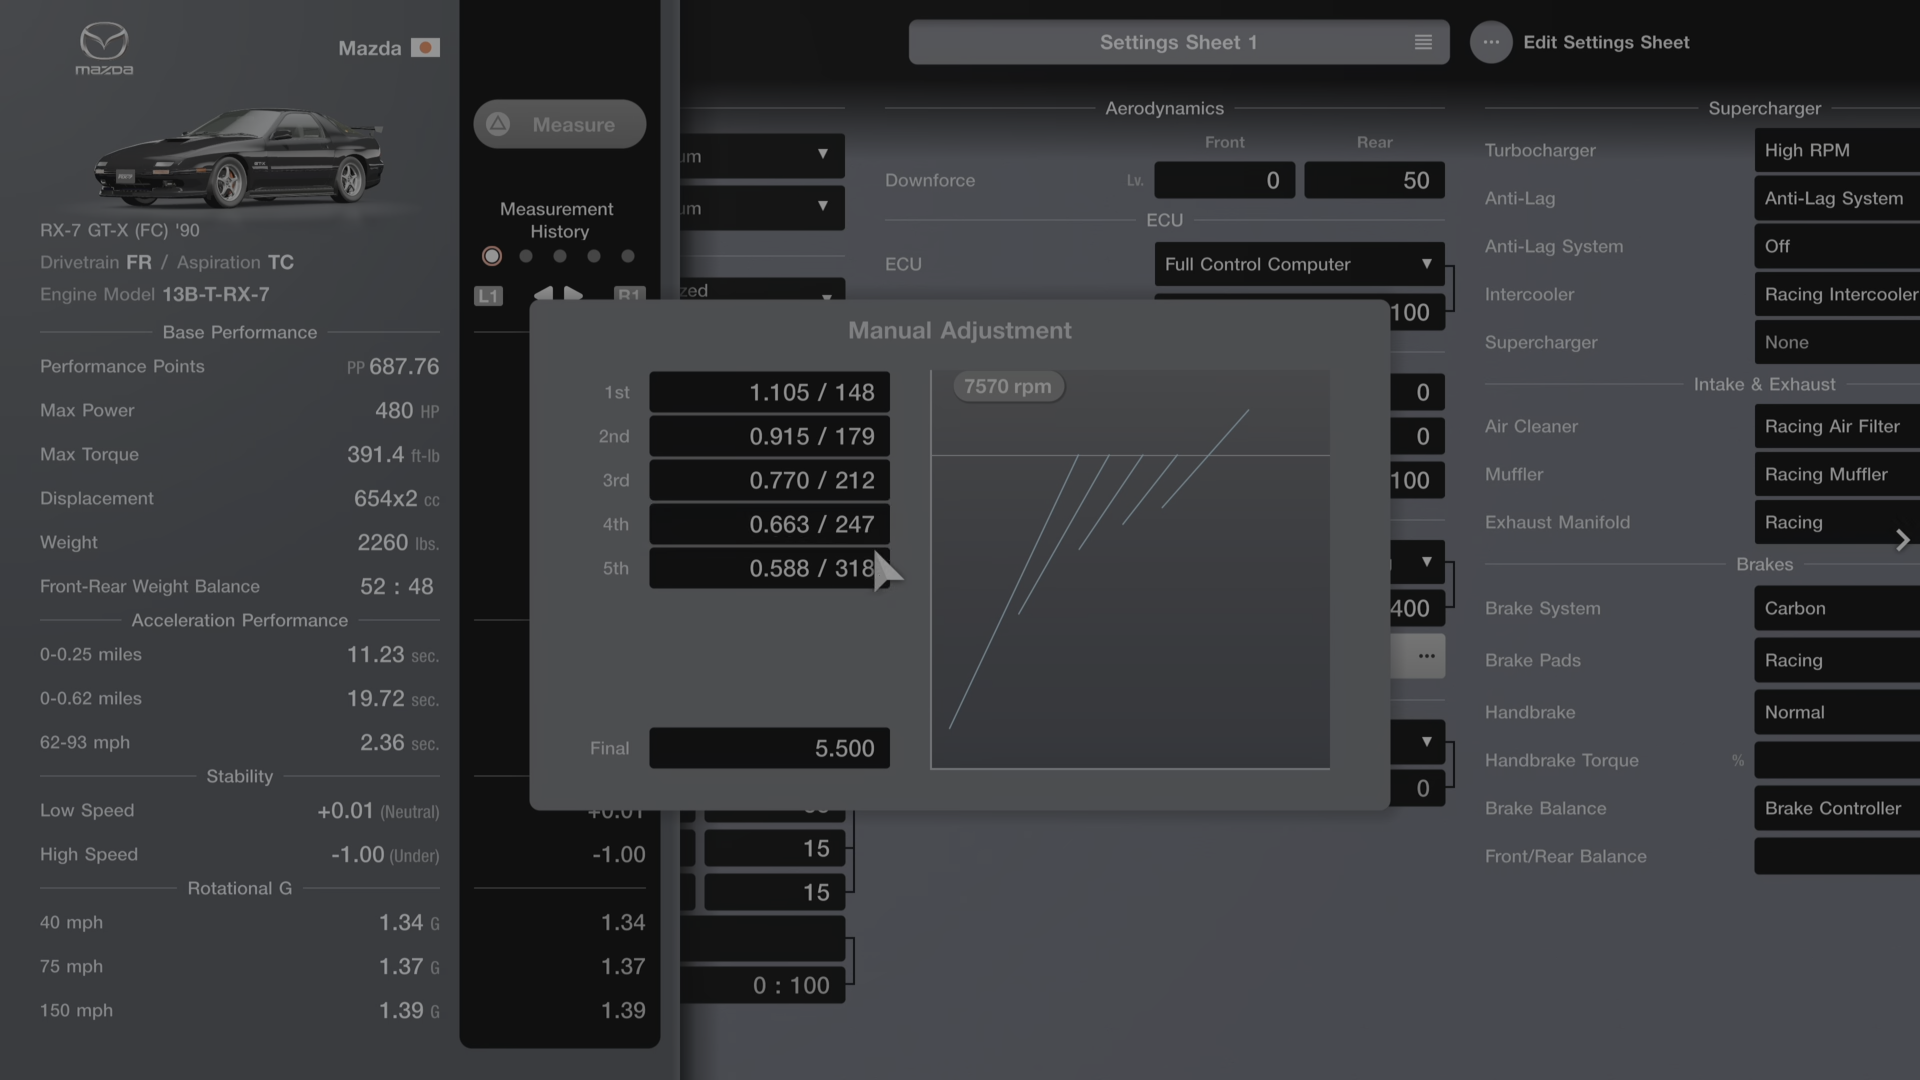 mazda
Mazda
RX-7 GT-X (FC) '90
Drivetrain FR / Aspiration TC
Engine Model 13B-T-RX-7
Base Performance
Performance Points PP 687.76
Max Power 480 HP
Max Torque 391.4 ft-lb
Displacement 654x2 cc
Weight 2260 lbs.
Front-Rear Weight Balance 52 : 48
Acceleration Performance
0-0.25 miles 11.23 sec.
0-0.62 miles 19.72 sec.
62-93 mph 2.36 sec.
Stability
Low Speed +0.01 (Neutral)
High Speed -1.00 (Under)
Rotational G
40 mph 1.34 G
75 mph 1.37 G
150 mph 1.39 G
Measure
Measurement
History
L1 R1
+0.01
-1.00
1.34
1.37
1.39
15
15
0 : 100
Settings Sheet 1
Edit Settings Sheet
Aerodynamics
Front Rear
Downforce Lv. 0 50
ECU
ECU Full Control Computer
100
0
0
100
400
...
0
Manual Adjustment
1st 1.105 / 148
2nd 0.915 / 179
3rd 0.770 / 212
4th 0.663 / 247
5th 0.588 / 318
Final 5.500
7570 rpm
Supercharger
Turbocharger High RPM
Anti-Lag Anti-Lag System
Anti-Lag System Off
Intercooler Racing Intercooler
Supercharger None
Intake & Exhaust
Air Cleaner Racing Air Filter
Muffler Racing Muffler
Exhaust Manifold Racing
Brakes
Brake System Carbon
Brake Pads Racing
Handbrake Normal
Handbrake Torque %
Brake Balance Brake Controller
Front/Rear Balance